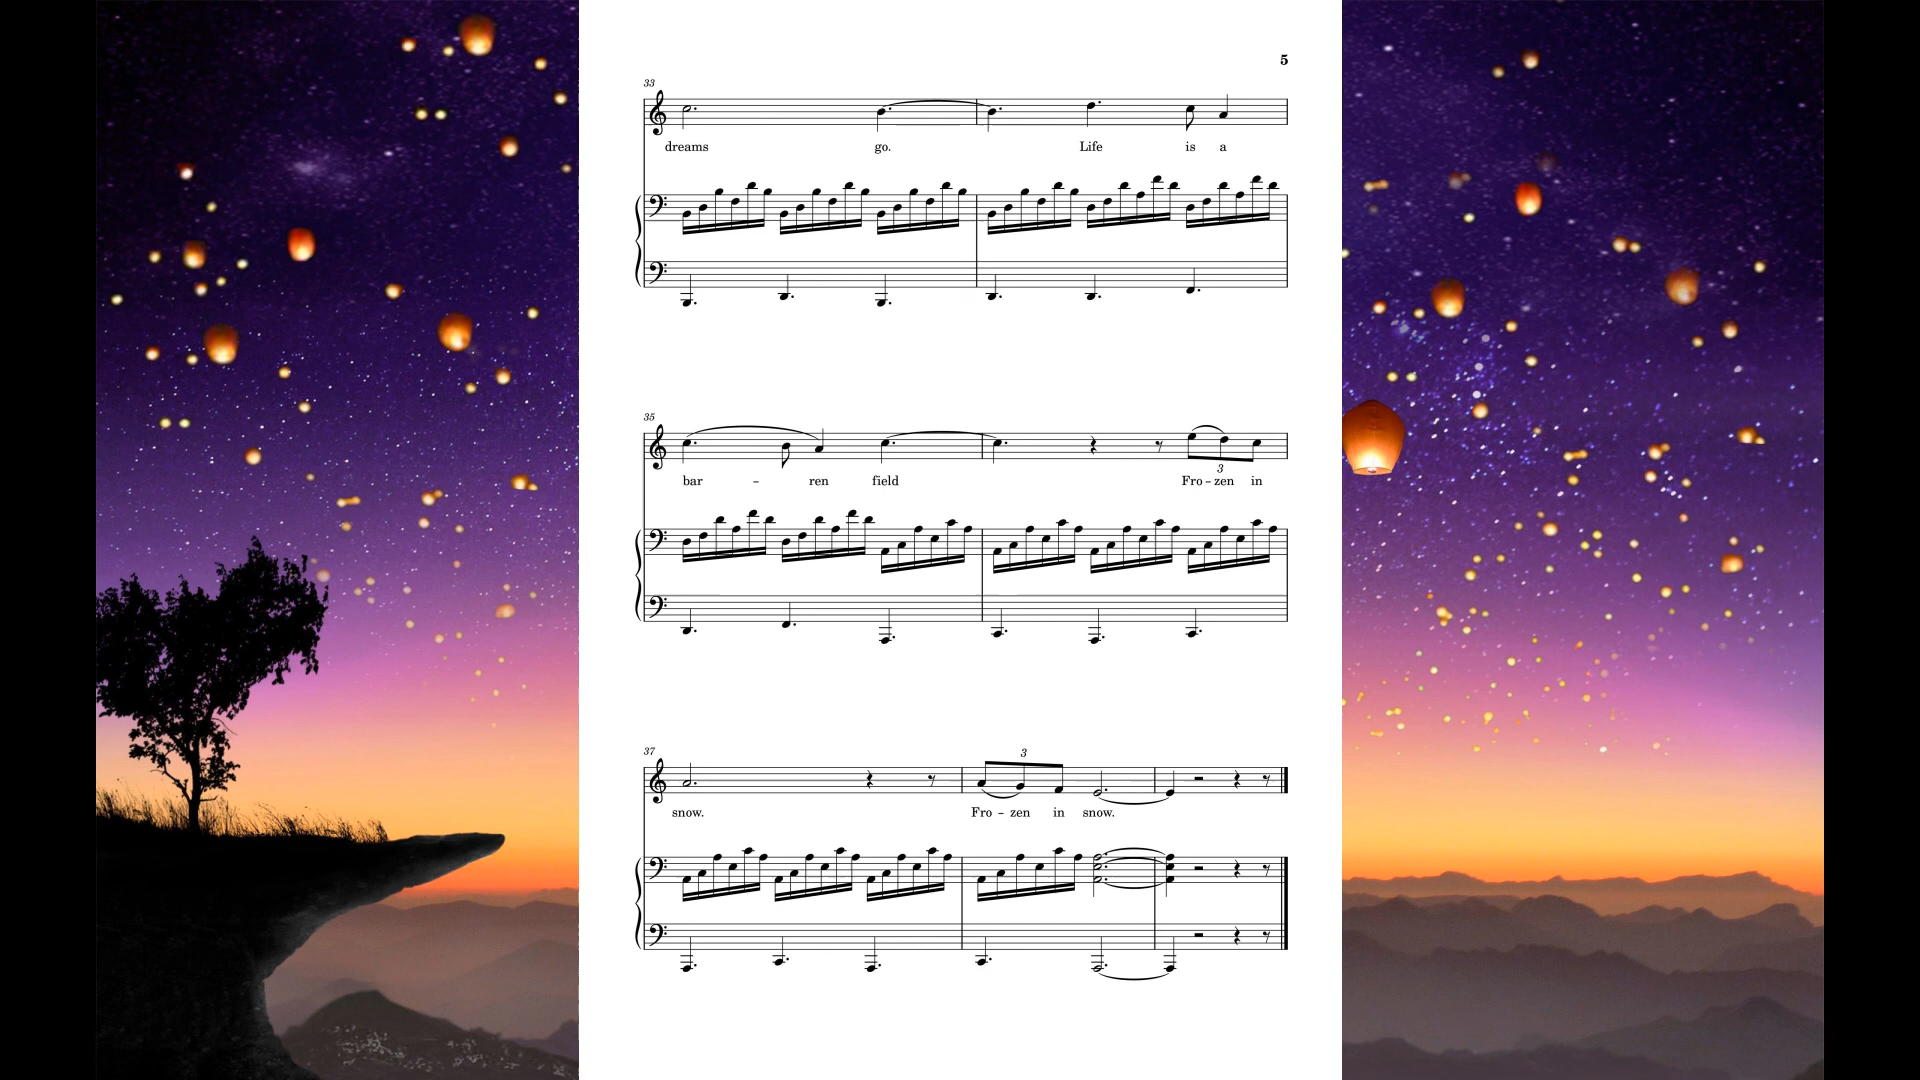 5
33
dreams go. Life is a
35
bar - ren field Fro - zen in
3
37
3
snow. Fro - zen in snow.